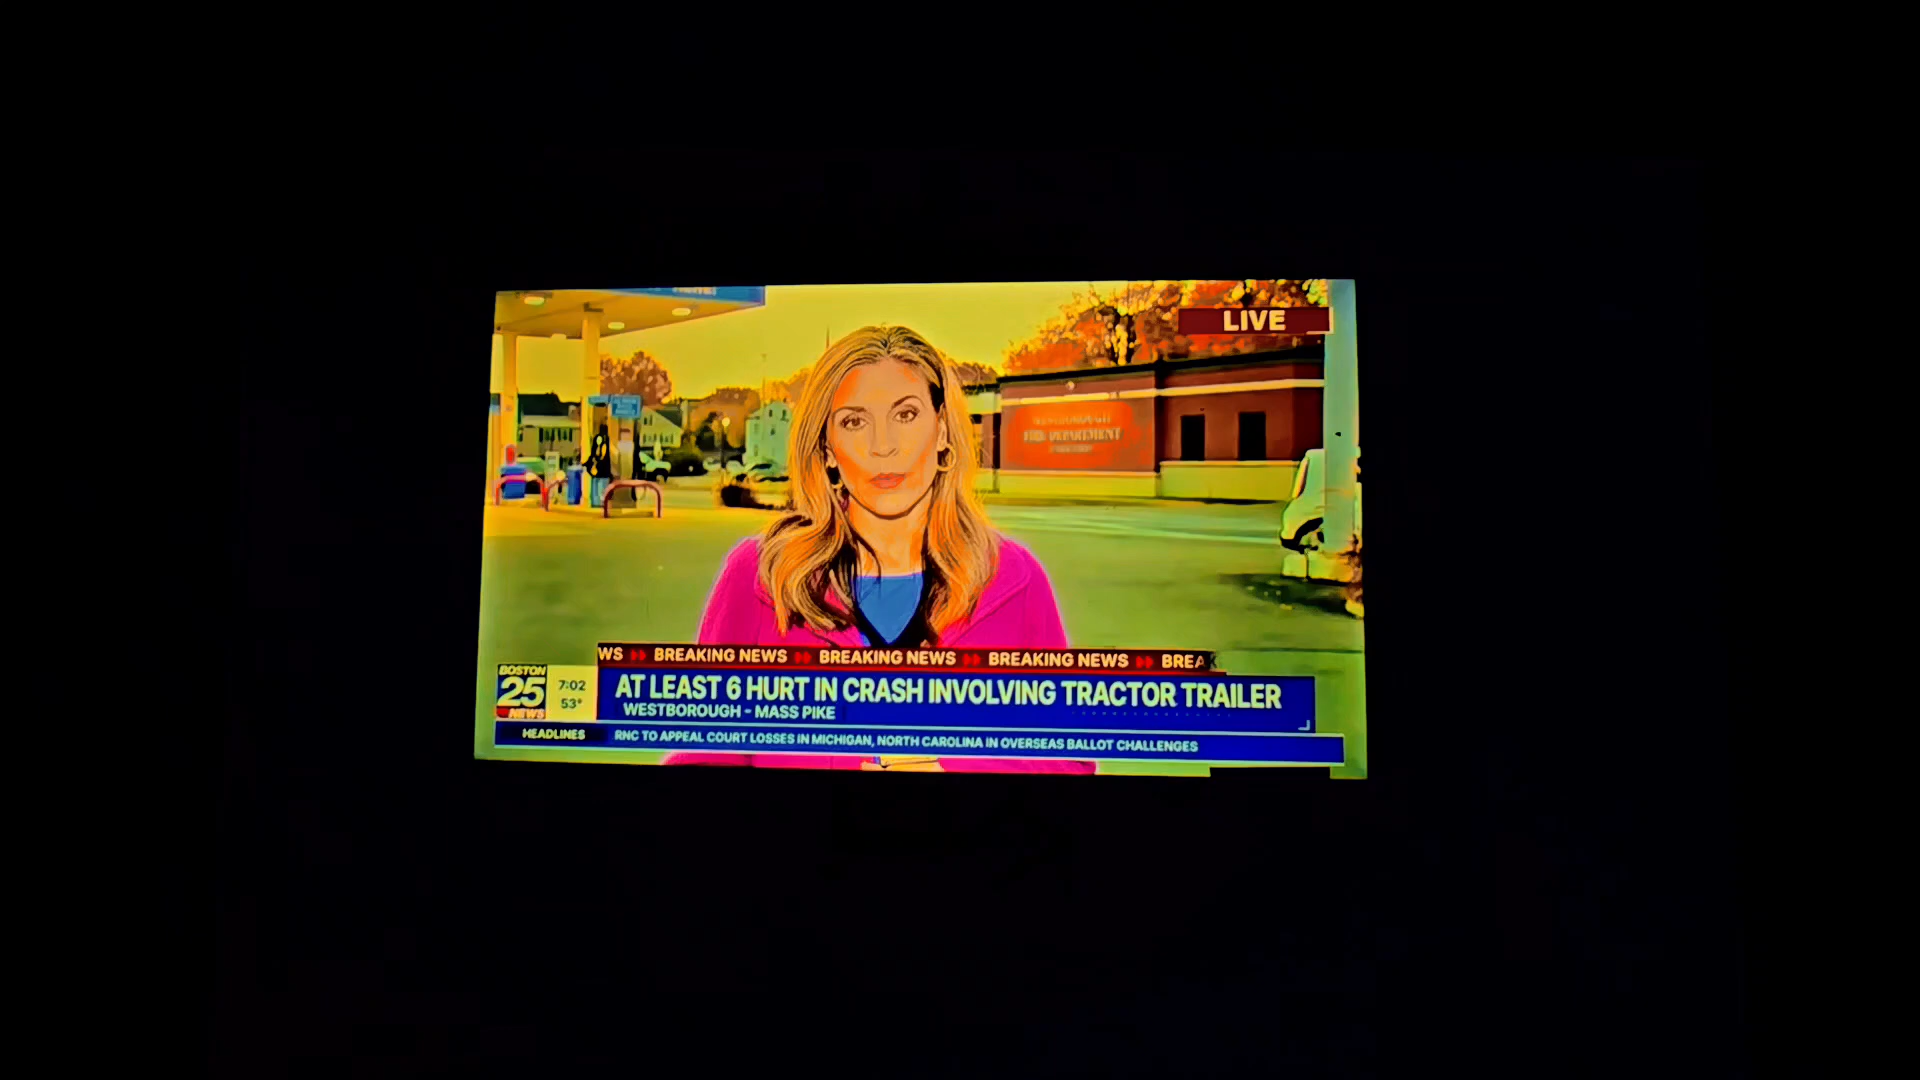 LIVE
FIRE DEPARTMENT
WS BREAKING NEWS BREAKING NEWS BREAKING NEWS BREAK
BOSTON
25
NEWS
7:02
53°
AT LEAST 6 HURT IN CRASH INVOLVING TRACTOR TRAILER
WESTBOROUGH - MASS PIKE
HEADLINES
RNC TO APPEAL COURT LOSSES IN MICHIGAN, NORTH CAROLINA IN OVERSEAS BALLOT CHALLENGES